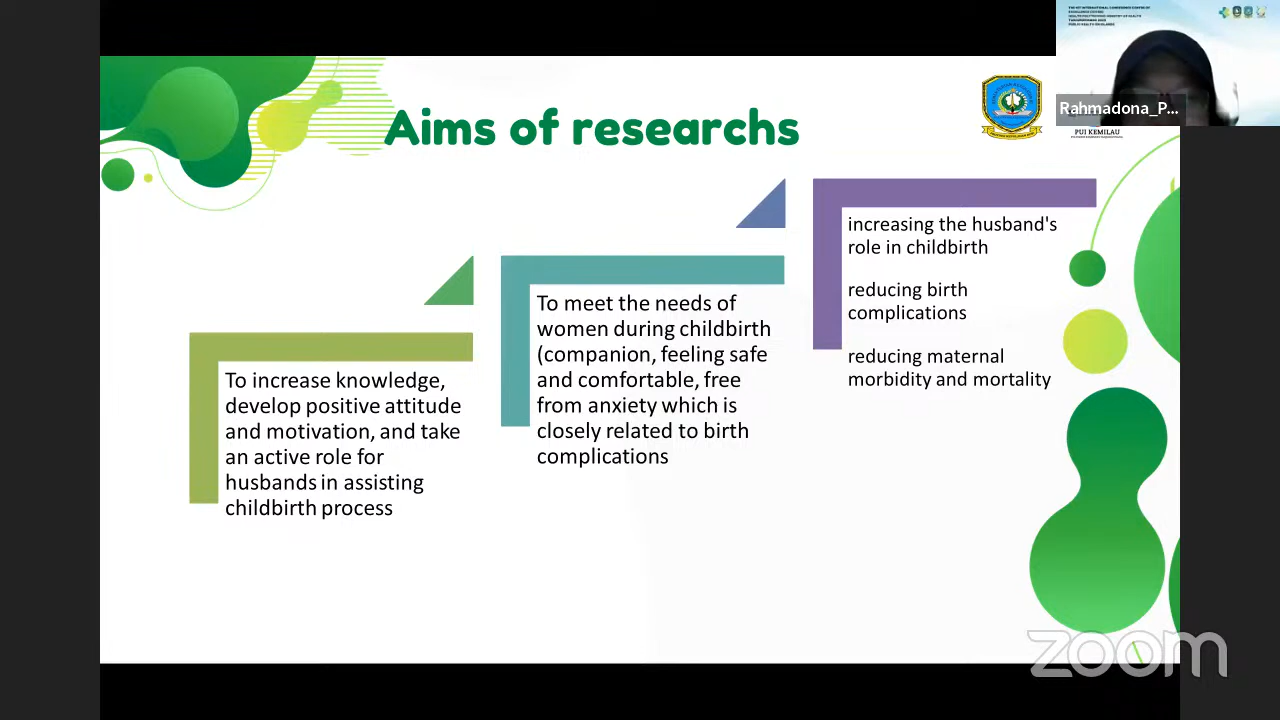 Aims of researchs
To increase knowledge,
develop positive attitude
and motivation, and take
an active role for
husbands in assisting
childbirth process
To meet the needs of
women during childbirth
(companion, feeling safe
and comfortable, free
from anxiety which is
closely related to birth
complications
increasing the husband's
role in childbirth
reducing birth
complications
reducing maternal
morbidity and mortality
Rahmadona_P...
PUI KEMILAU
zoom